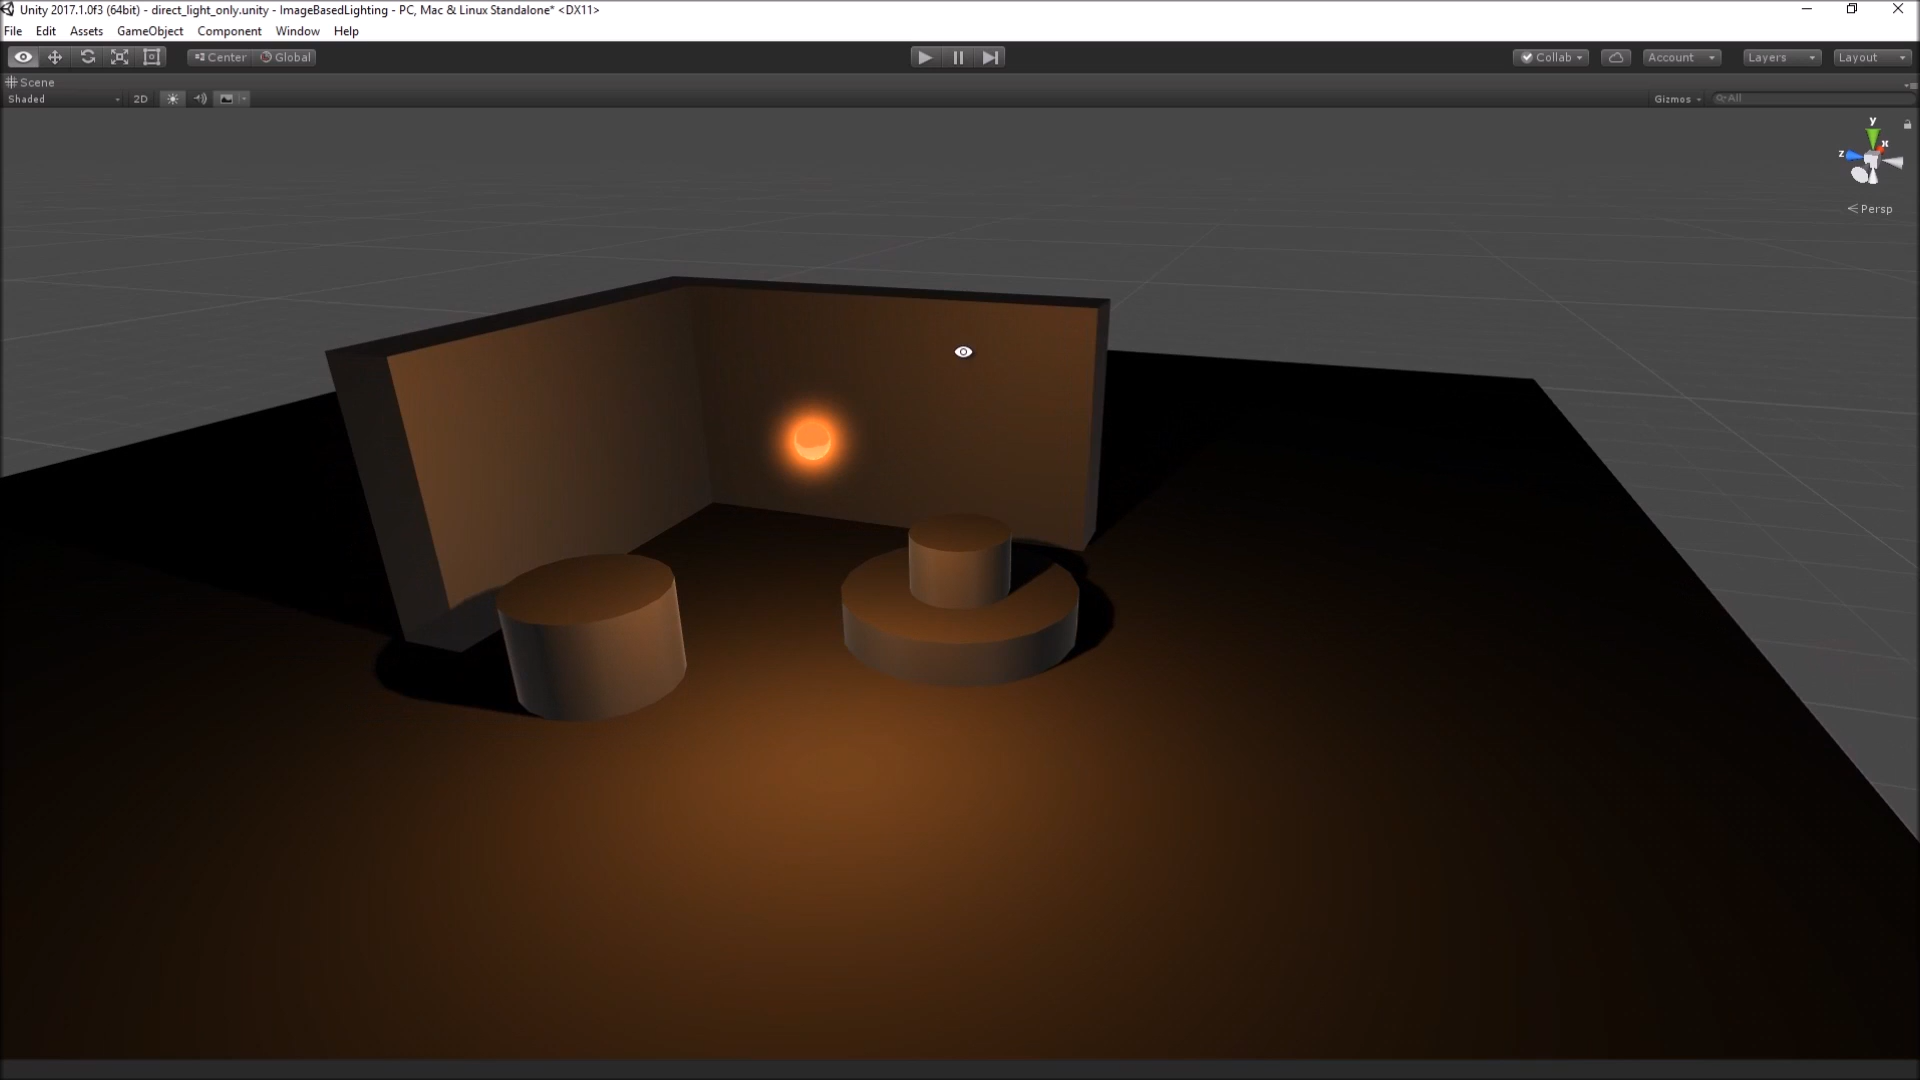 Unity 2017.1.0f3 (64bit) - direct_light_only.unity - ImageBasedLighting - PC, Mac & Linux Standalone* <DX11>
File Edit Assets GameObject Component Window Help
Center Global Collab Account Layers Layout
Scene
Shaded 2D Gizmos All
y
x
z
Persp